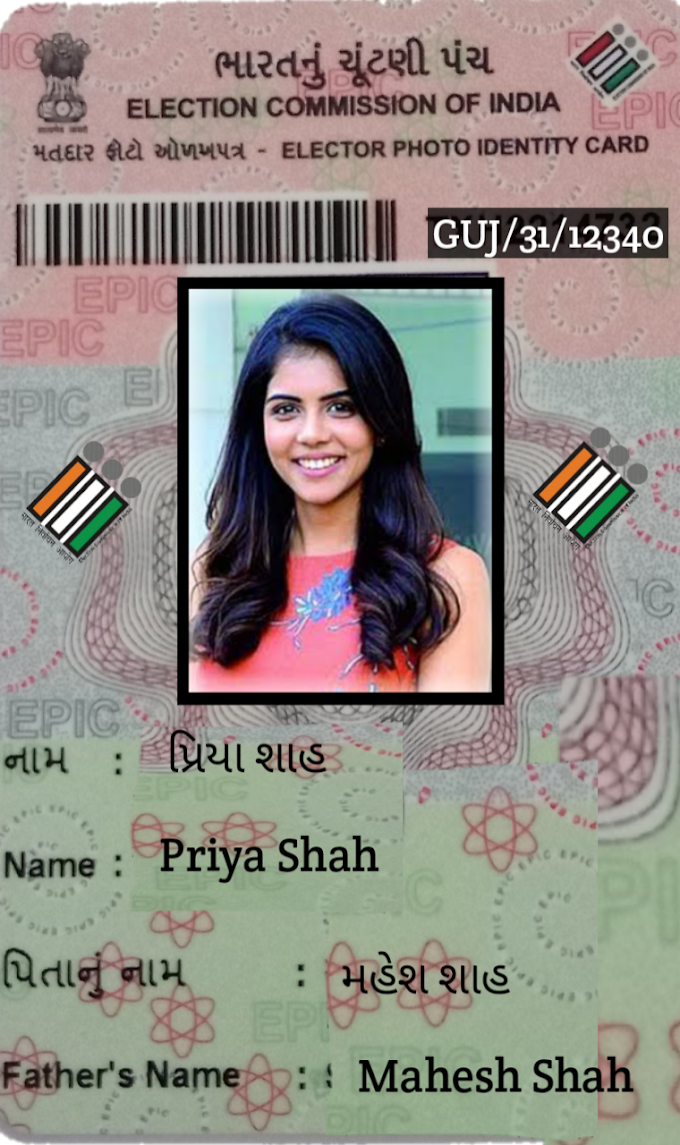 ભારતનું ચૂંટણી પંચ
ELECTION COMMISSION OF INDIA
મતદાર ફોટો ઓળખપત્ર - ELECTOR PHOTO IDENTITY CARD
GUJ/31/12340
નામ : પ્રિયા શાહ
Name : Priya Shah
પિતાનું નામ : મહેશ શાહ
Father's Name : Mahesh Shah